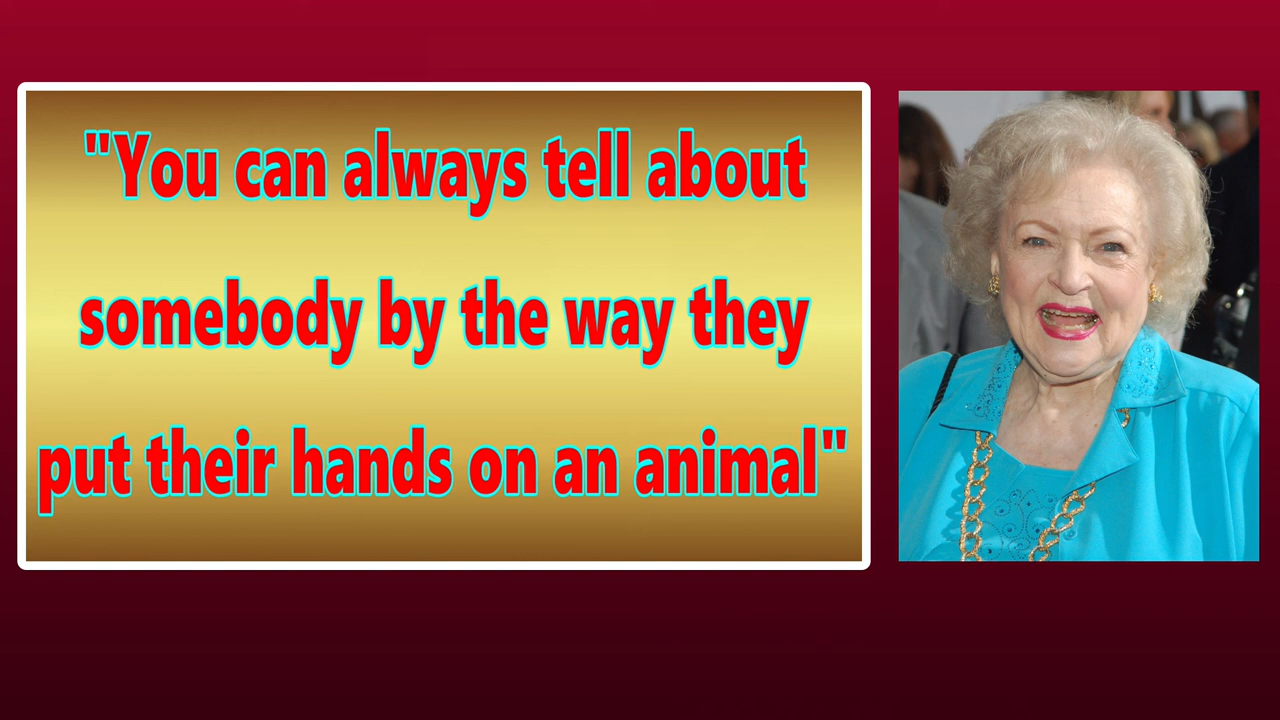 "You can always tell about
somebody by the way they
put their hands on an animal"